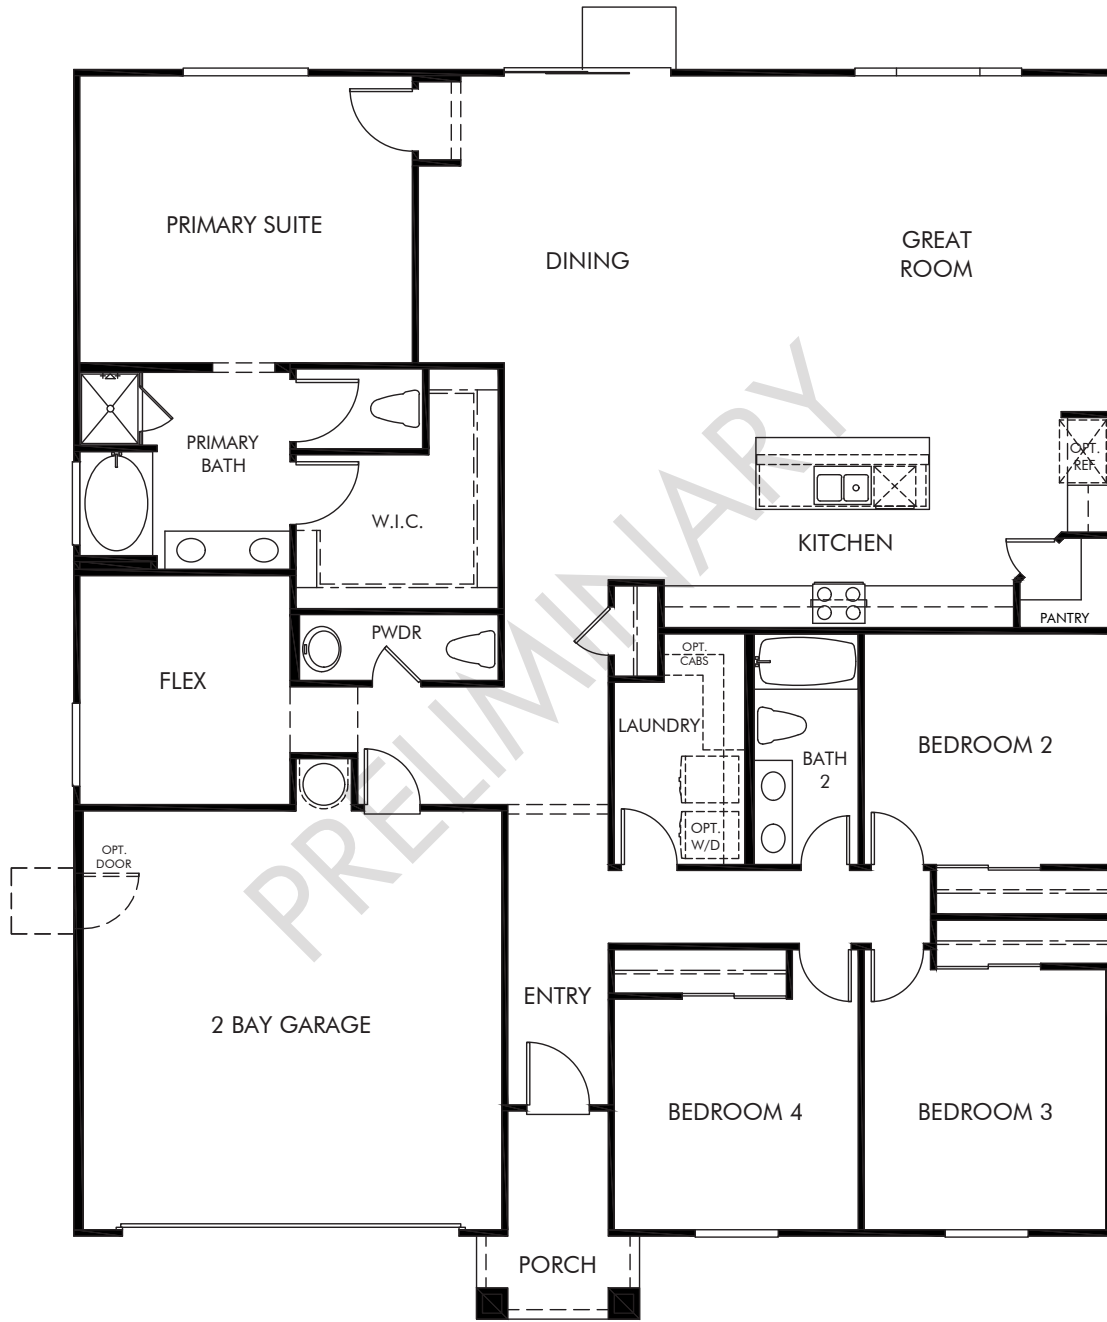 PRIMARY SUITE
DINING
GREAT
ROOM
PRIMARY
BATH
W.I.C.
OPT.
REF.
KITCHEN
PANTRY
PWDR
FLEX
OPT.
CABS
LAUNDRY
BATH
2
BEDROOM 2
OPT.
W/D
OPT.
DOOR
PRELIMINARY
2 BAY GARAGE
ENTRY
BEDROOM 4
BEDROOM 3
PORCH